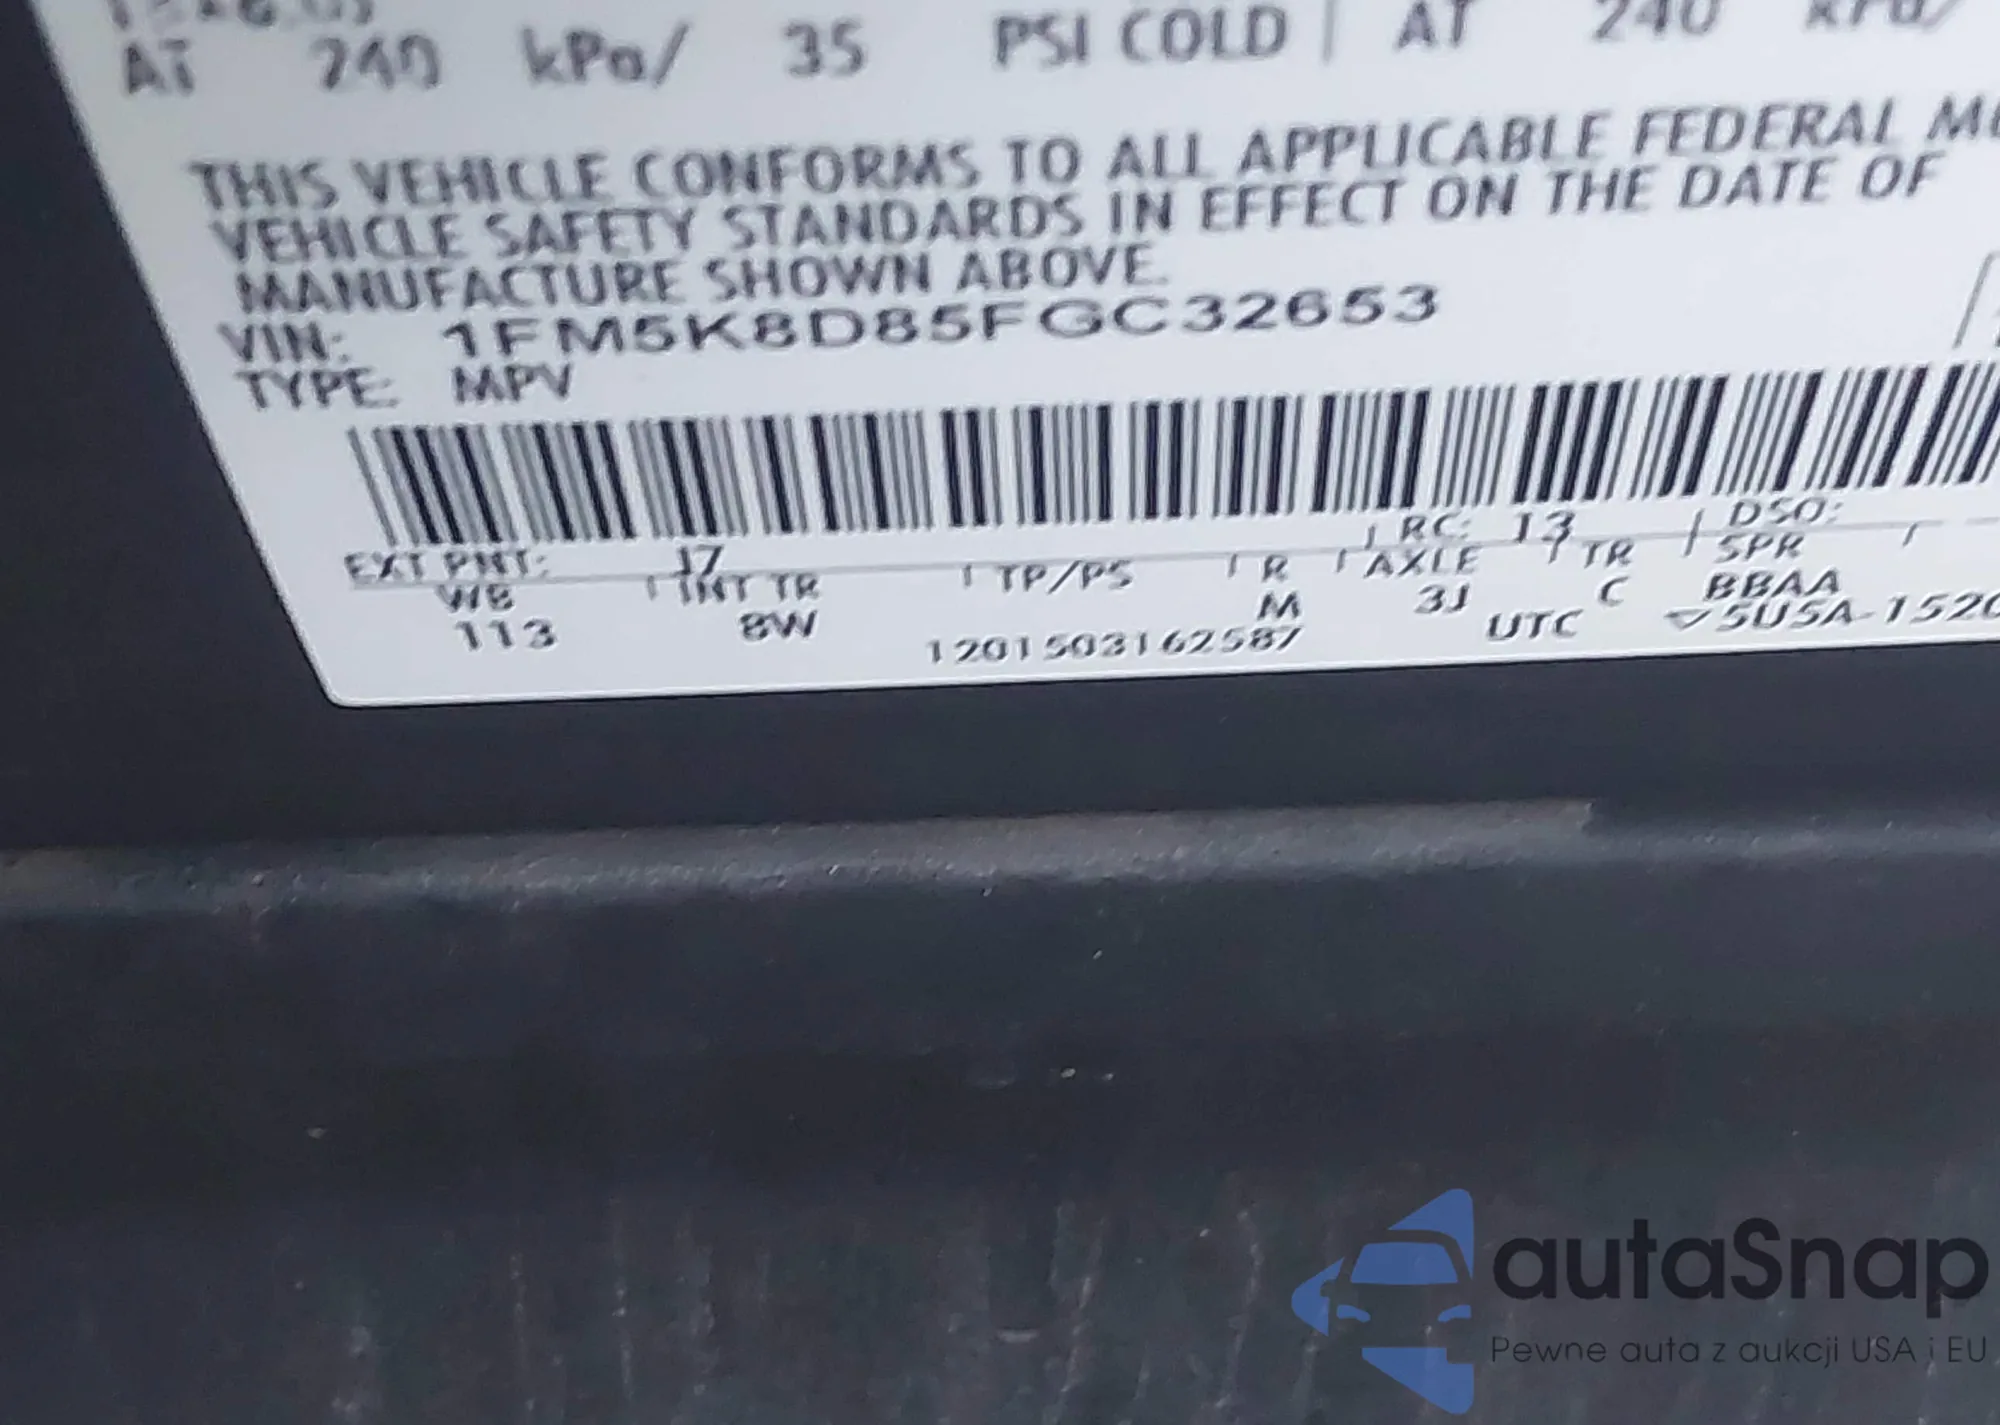 AT 240 kPa/ 35 PSI COLD | AT 240 kPa/
THIS VEHICLE CONFORMS TO ALL APPLICABLE FEDERAL
VEHICLE SAFETY STANDARDS IN EFFECT ON THE DATE OF
MANUFACTURE SHOWN ABOVE.
VIN: 1FM5K8D85FGC32653
TYPE: MPV
EXT PNT: J7 RC: 13 DSO:
WB INT TR TP/PS R AXLE TR SPR
113 8W M 3J C BBAA
1201503162587 UTC
autaSnap
Pewne auta z aukcji USA i EU